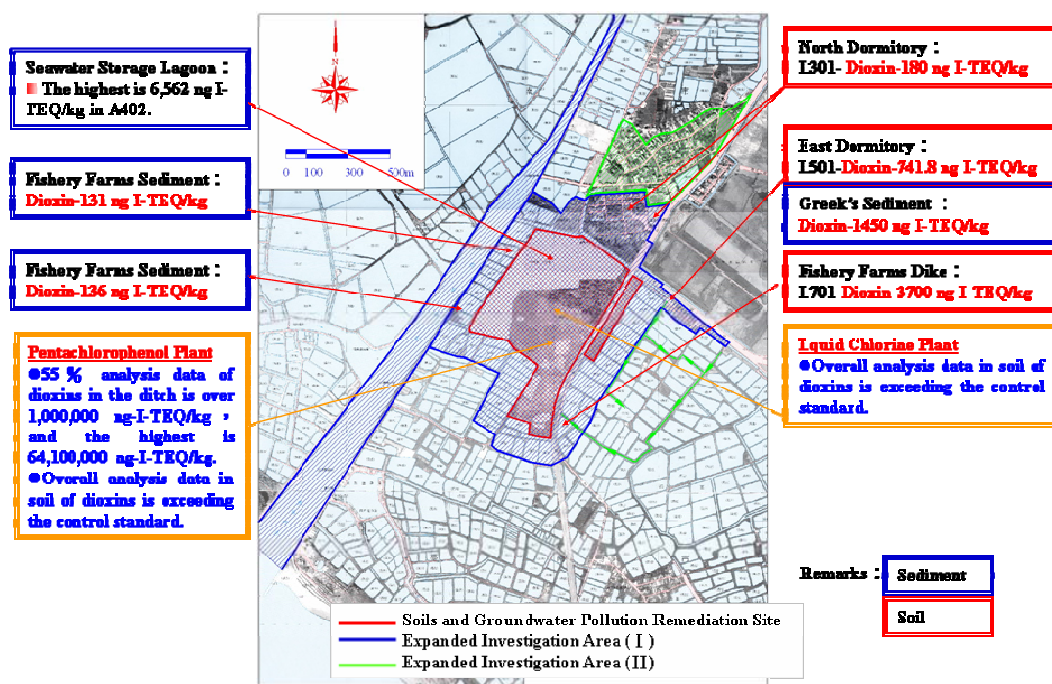 Seawater Storage Lagoon：
The highest is 6,562 ng I-
TEQ/kg in A402.
Fishery Farms Sediment：
Dioxin-131 ng I-TEQ/kg
Fishery Farms Sediment：
Dioxin-136 ng I-TEQ/kg
Pentachlorophenol Plant
●55 % analysis data of
dioxins in the ditch is over
1,000,000 ng-I-TEQ/kg，
and the highest is
64,100,000 ng-I-TEQ/kg.
●Overall analysis data in
soil of dioxins is exceeding
the control standard.
N
0 100 300 500m
North Dormitory：
L301- Dioxin-180 ng I-TEQ/kg
East Dormitory：
L501-Dioxin-741.8 ng I-TEQ/kg
Greek's Sediment：
Dioxin-1450 ng I-TEQ/kg
Fishery Farms Dike：
L701 Dioxin 3700 ng I TEQ/kg
Lquid Chlorine Plant
●Overall analysis data in soil of
dioxins is exceeding the control
standard.
Remarks：
Sediment
Soil
Soils and Groundwater Pollution Remediation Site
Expanded Investigation Area ( I )
Expanded Investigation Area (II)